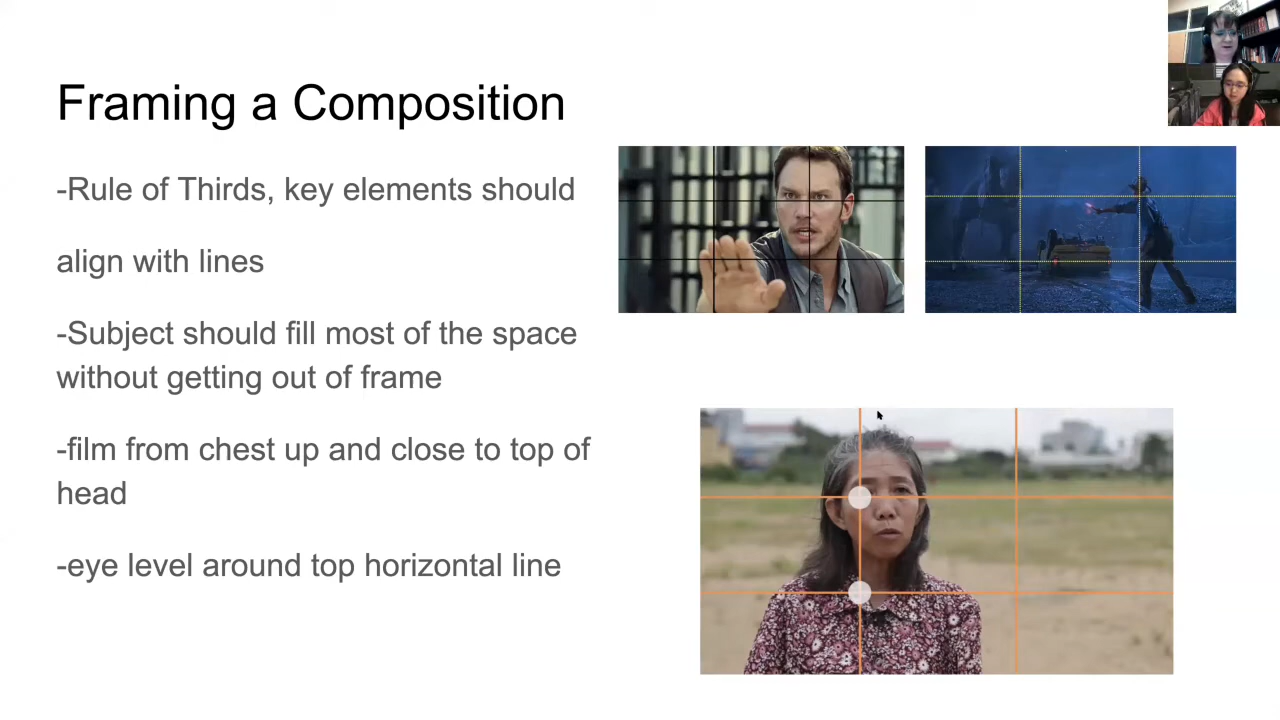 Framing a Composition
-Rule of Thirds, key elements should
align with lines
-Subject should fill most of the space
without getting out of frame
-film from chest up and close to top of
head
-eye level around top horizontal line